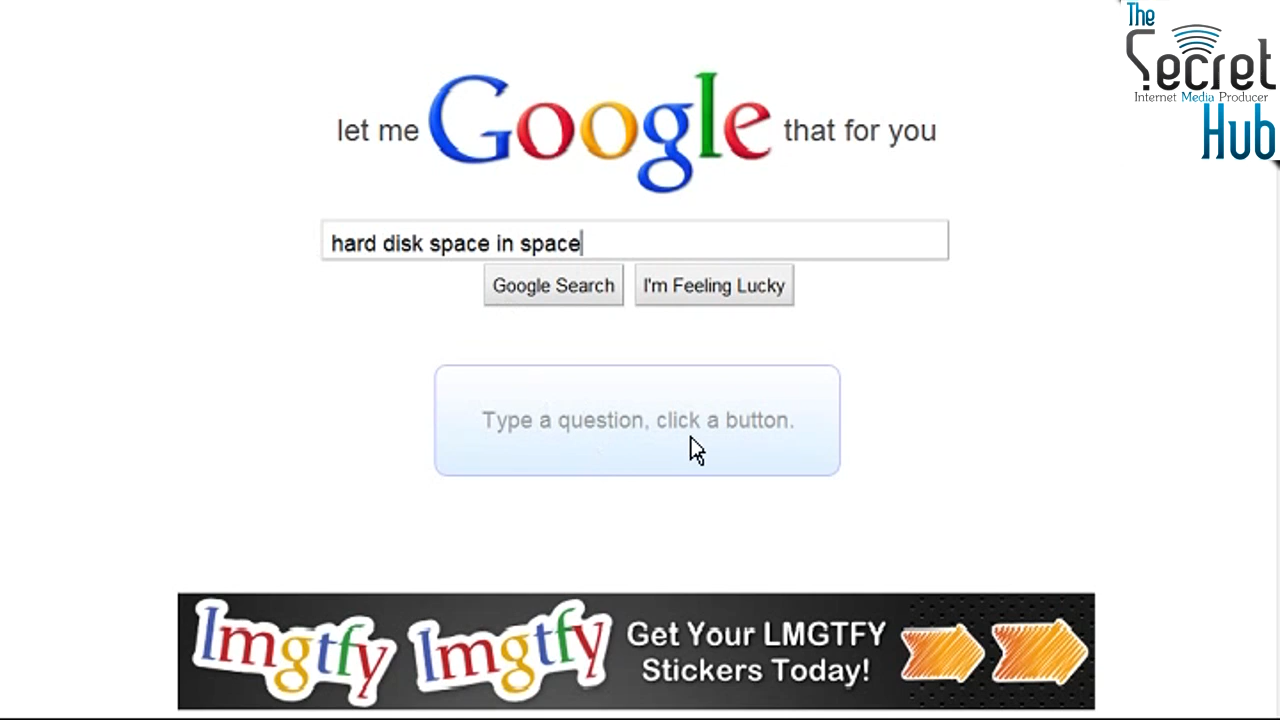 The
Secret
Internet Media Producer
Hub
let me Google that for you
hard disk space in space
Google Search I'm Feeling Lucky
Type a question, click a button.
lmgtfy lmgtfy Get Your LMGTFY
Stickers Today!